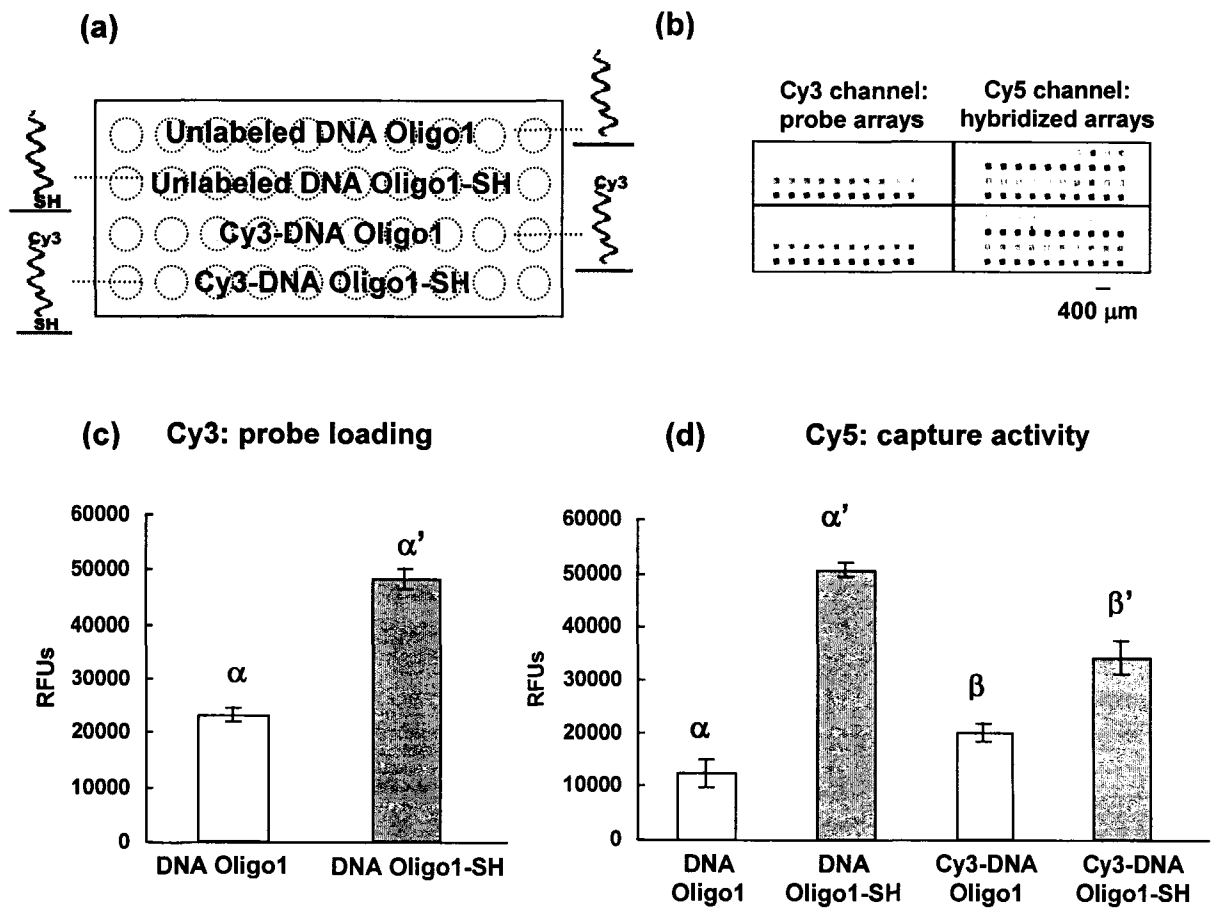 (a)
Unlabeled DNA Oligo1
Unlabeled DNA Oligo1-SH
Cy3-DNA Oligo1
Cy3-DNA Oligo1-SH
SH
Cy3
SH
Cy3
(b)
Cy3 channel:
probe arrays
Cy5 channel:
hybridized arrays
400 μm
(c) Cy3: probe loading
RFUs
60000
50000
40000
30000
20000
10000
0
α
α’
DNA Oligo1
DNA Oligo1-SH
(d) Cy5: capture activity
RFUs
60000
50000
40000
30000
20000
10000
0
α
α’
β
β’
DNA
Oligo1
DNA
Oligo1-SH
Cy3-DNA
Oligo1
Cy3-DNA
Oligo1-SH